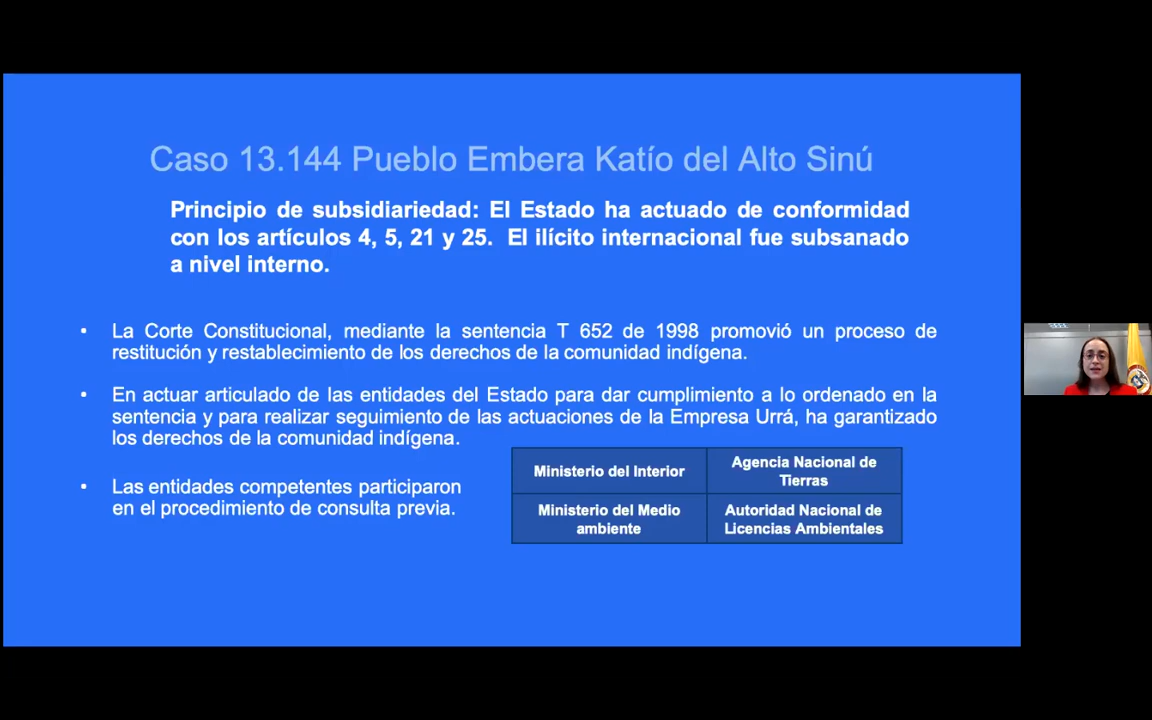 Caso 13.144 Pueblo Embera Katío del Alto Sinú
Principio de subsidiariedad: El Estado ha actuado de conformidad
con los artículos 4, 5, 21 y 25. El ilícito internacional fue subsanado
a nivel interno.
• La Corte Constitucional, mediante la sentencia T 652 de 1998 promovió un proceso de
restitución y restablecimiento de los derechos de la comunidad indígena.
• En actuar articulado de las entidades del Estado para dar cumplimiento a lo ordenado en la
sentencia y para realizar seguimiento de las actuaciones de la Empresa Urrá, ha garantizado
los derechos de la comunidad indígena.
• Las entidades competentes participaron
en el procedimiento de consulta previa.
Ministerio del Interior
Agencia Nacional de
Tierras
Ministerio del Medio
ambiente
Autoridad Nacional de
Licencias Ambientales